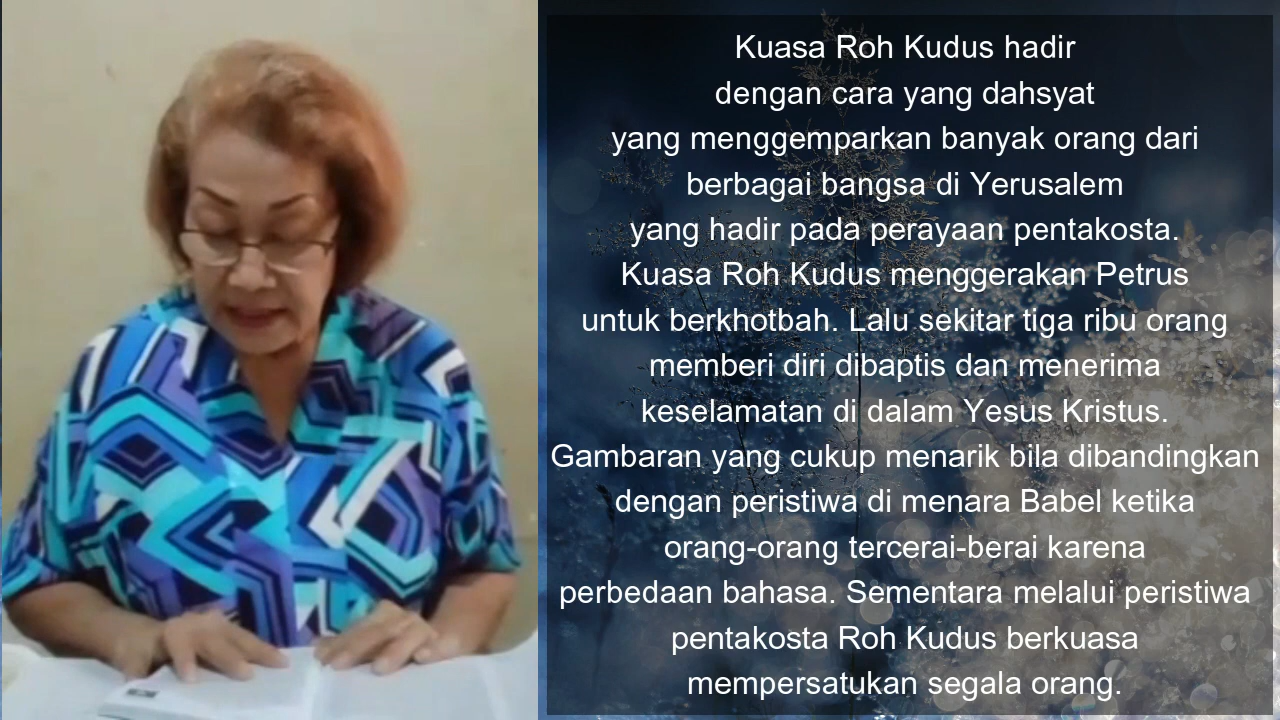 Kuasa Roh Kudus hadir
dengan cara yang dahsyat
yang menggemparkan banyak orang dari
berbagai bangsa di Yerusalem
yang hadir pada perayaan pentakosta.
Kuasa Roh Kudus menggerakan Petrus
untuk berkhotbah. Lalu sekitar tiga ribu orang
memberi diri dibaptis dan menerima
keselamatan di dalam Yesus Kristus.
Gambaran yang cukup menarik bila dibandingkan
dengan peristiwa di menara Babel ketika
orang-orang tercerai-berai karena
perbedaan bahasa. Sementara melalui peristiwa
pentakosta Roh Kudus berkuasa
mempersatukan segala orang.